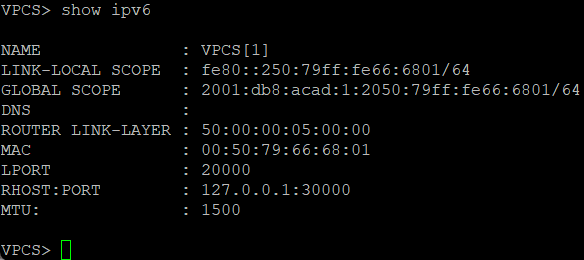 VPCS> show ipv6
NAME : VPCS[1]
LINK-LOCAL SCOPE : fe80::250:79ff:fe66:6801/64
GLOBAL SCOPE : 2001:db8:acad:1:2050:79ff:fe66:6801/64
DNS :
ROUTER LINK-LAYER : 50:00:00:05:00:00
MAC : 00:50:79:66:68:01
LPORT : 20000
RHOST:PORT : 127.0.0.1:30000
MTU: : 1500
VPCS>